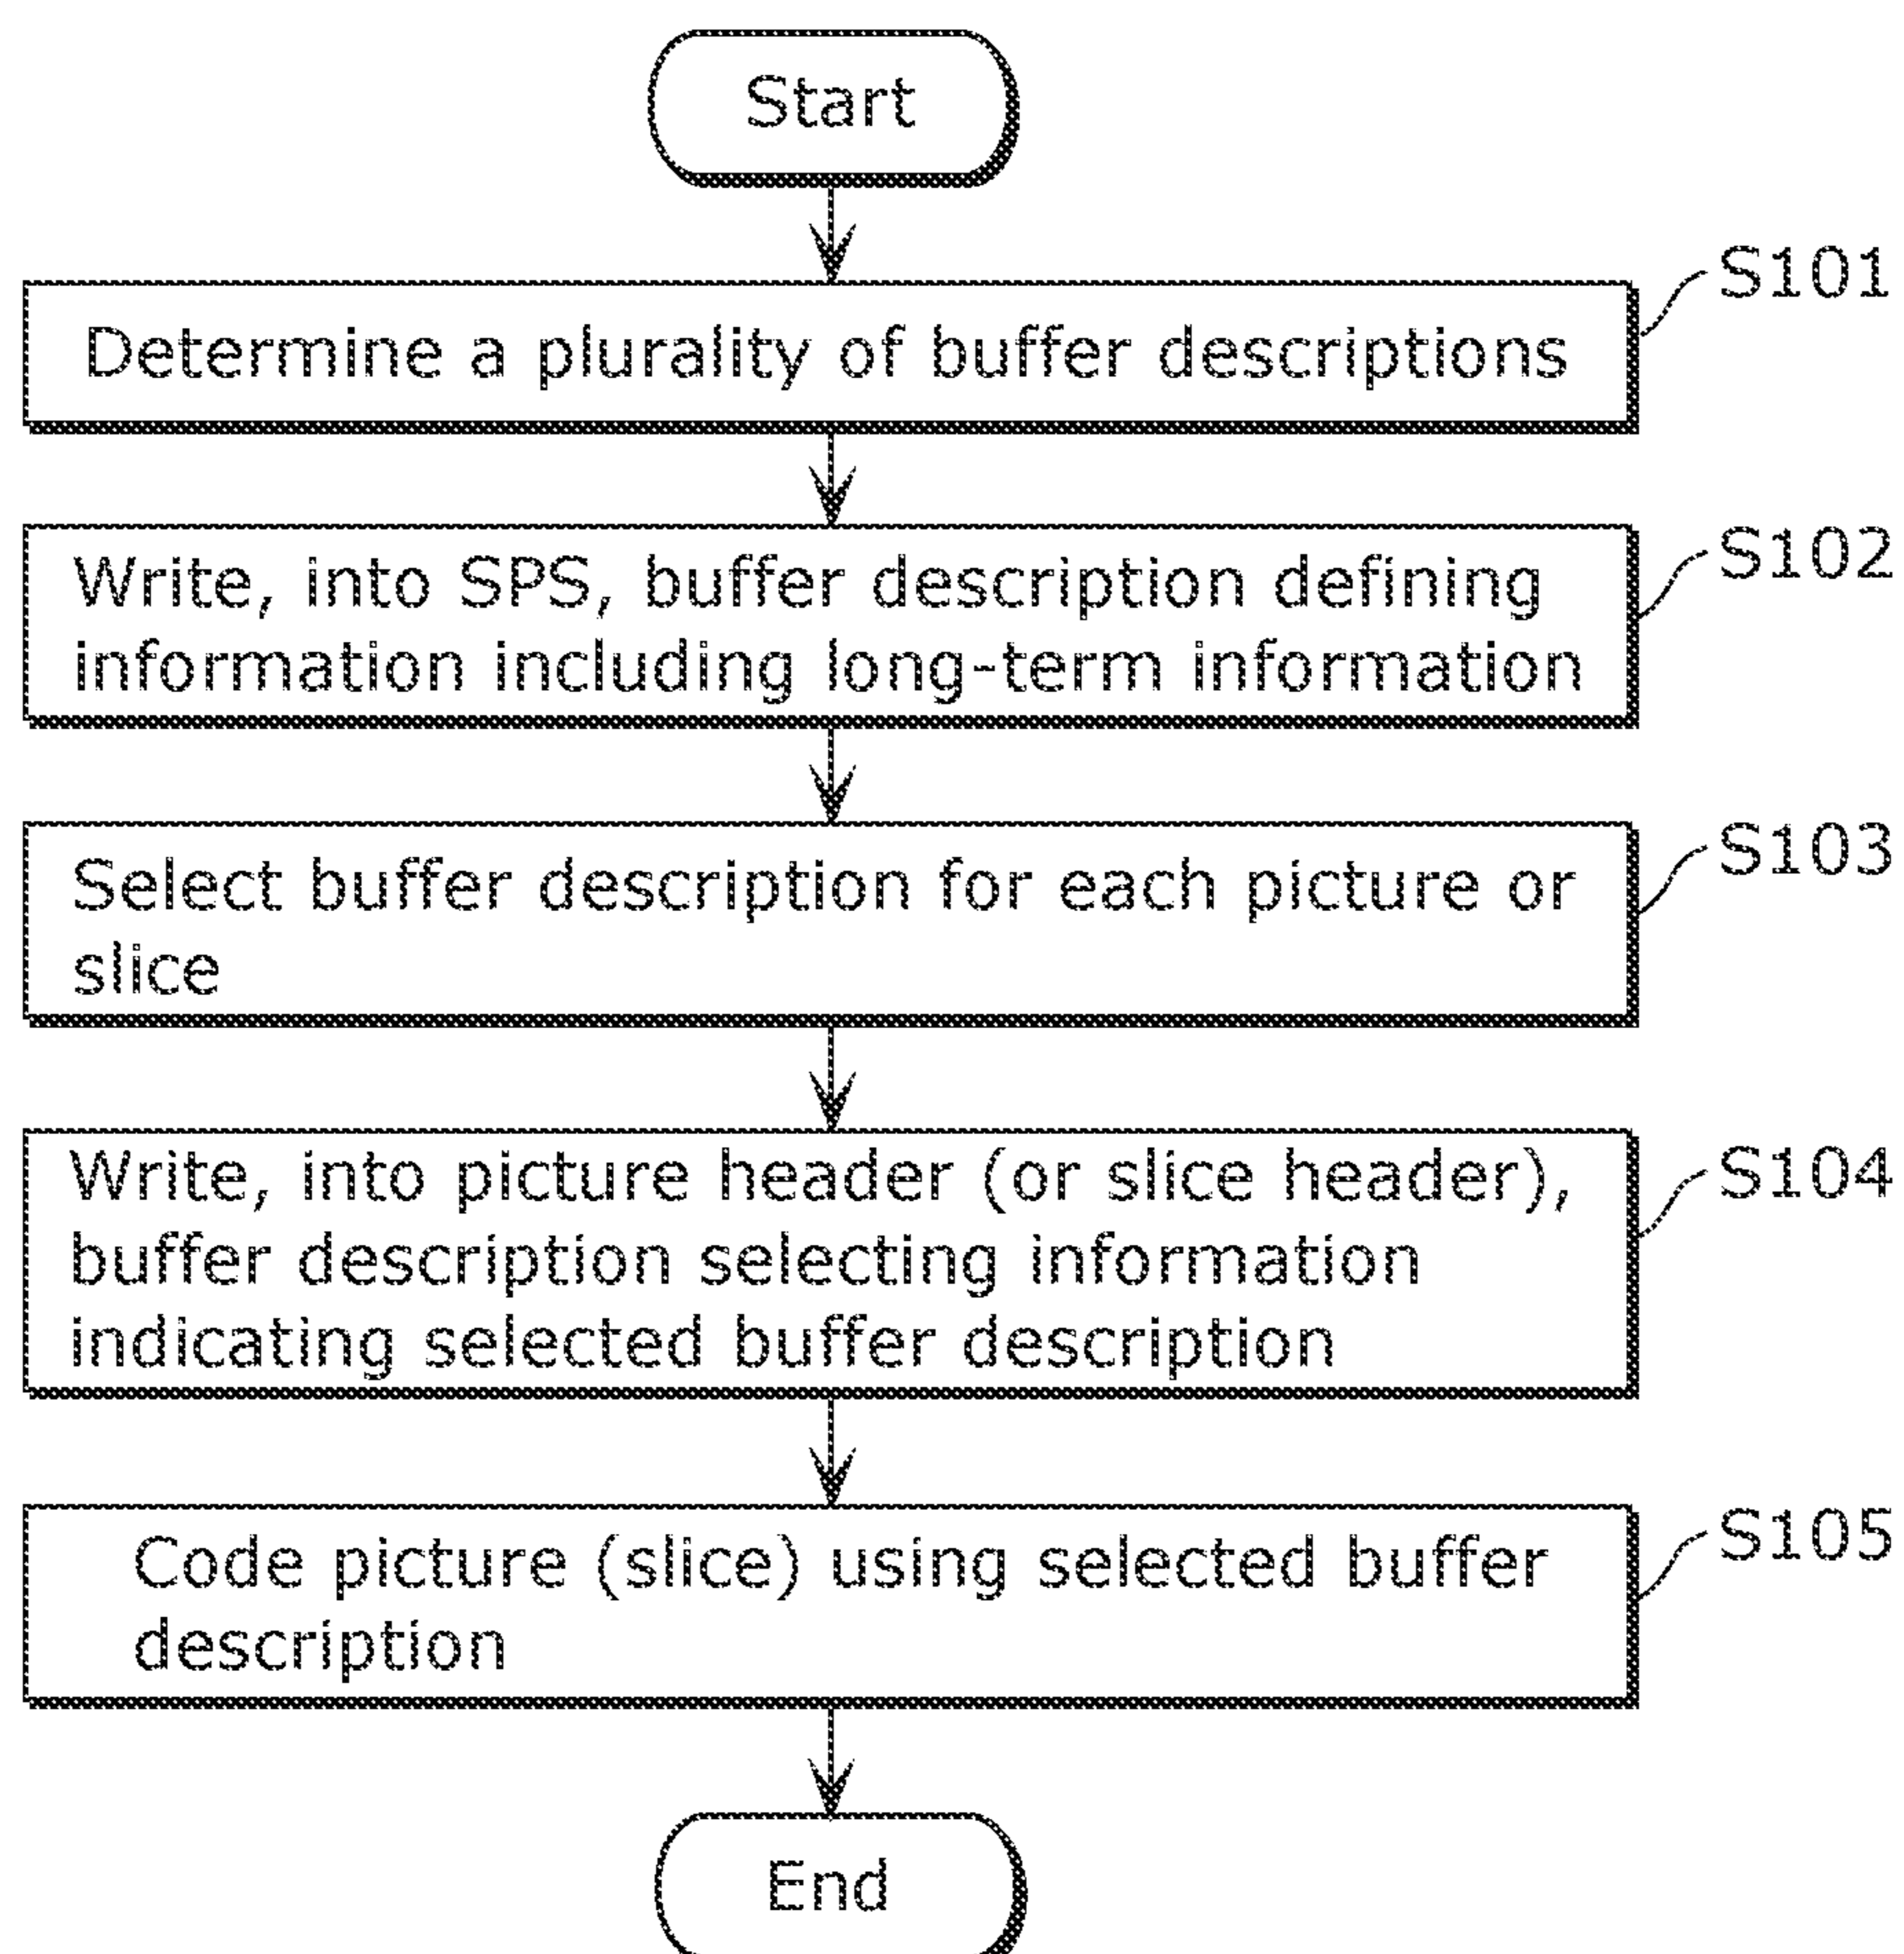 Start
S101
Determine a plurality of buffer descriptions
S102
Write, into SPS, buffer description defining
information including long-term information
S103
Select buffer description for each picture or
slice
S104
Write, into picture header (or slice header),
buffer description selecting information
indicating selected buffer description
S105
Code picture (slice) using selected buffer
description
End